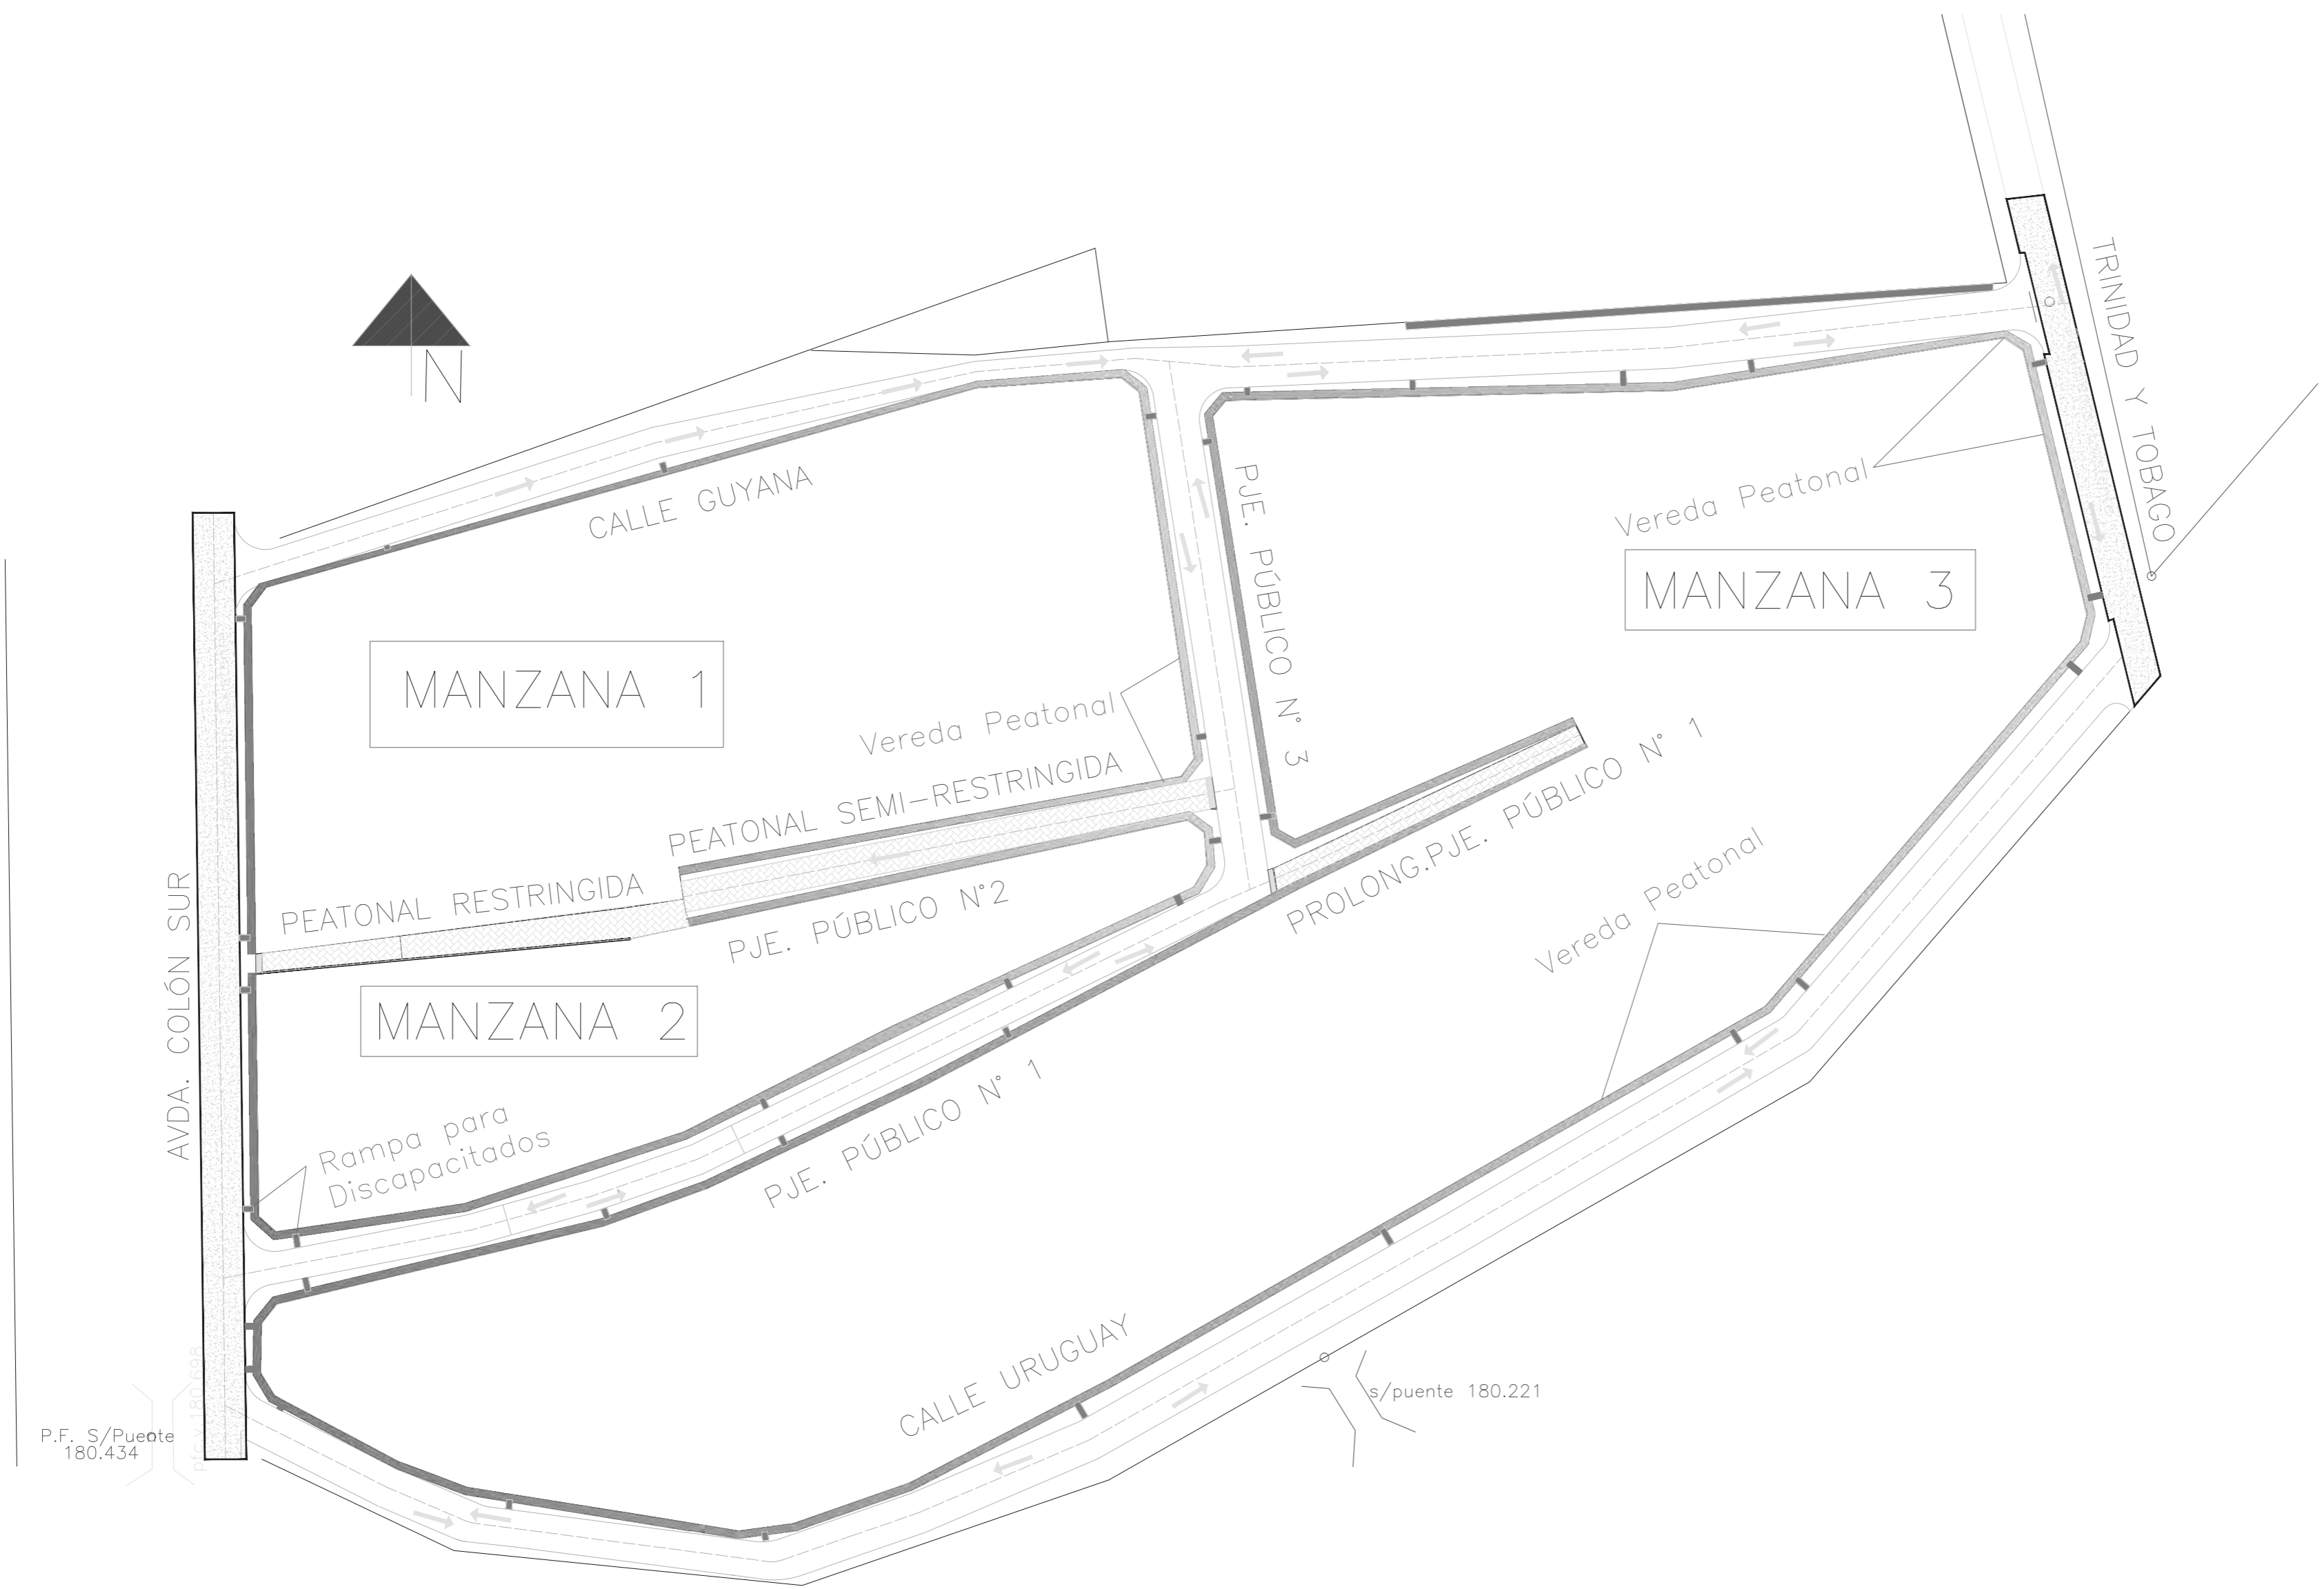 TRINIDAD Y TOBAGO
N
CALLE GUYANA
Vereda Peatonal
PJE. PÚBLICO N° 3
MANZANA 3
MANZANA 1
Vereda Peatonal
PEATONAL SEMI-RESTRINGIDA
PROLONG.PJE. PÚBLICO N° 1
PEATONAL RESTRINGIDA
PJE. PÚBLICO N°2
Vereda Peatonal
AVDA. COLÓN SUR
MANZANA 2
Rampa para
Discapacitados
PJE. PÚBLICO N° 1
CALLE URUGUAY
s/puente 180.221
P.F. S/Puente
180.434